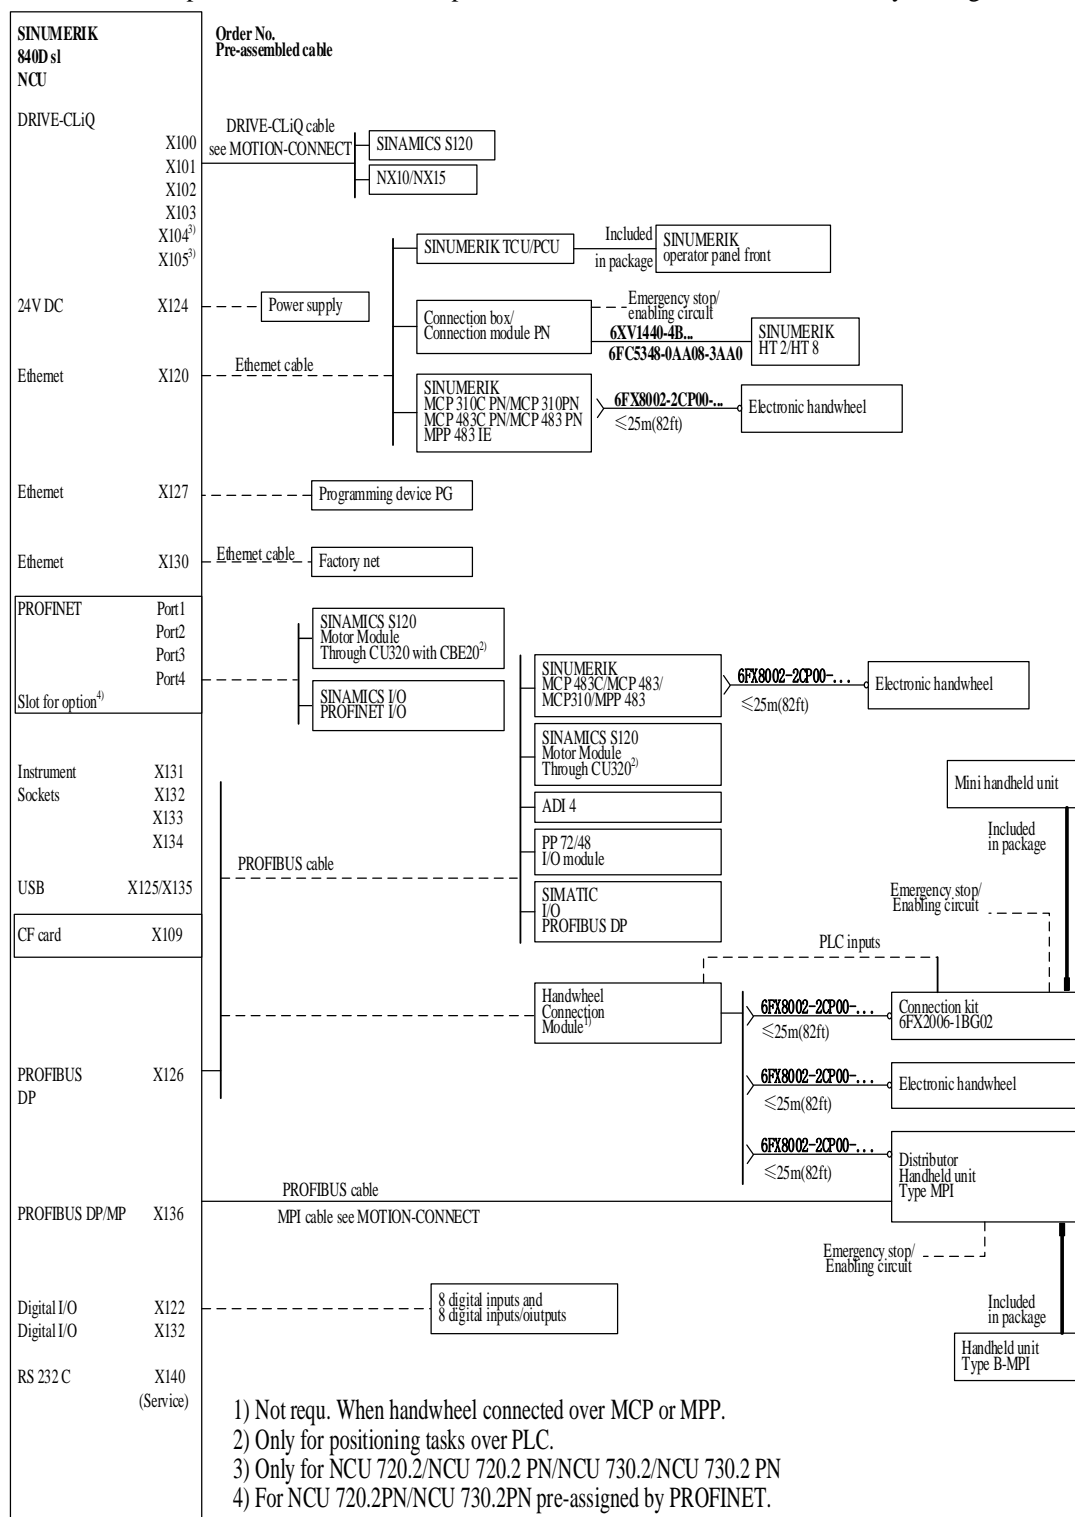 SINUMERIK
840D sl
NCU
Order No.
Pre-assembled cable
DRIVE-CLiQ
X100
X101
X102
X103
X1043)
X1053)
DRIVE-CLiQ cable
see MOTION-CONNECT
SINAMICS S120
NX10/NX15
SINUMERIK TCU/PCU
Included
in package
SINUMERIK
operator panel front
24V DC
X124
Power supply
Connection box/
Connection module PN
Emergency stop/
enabling circuit
6XV1440-4B...
6FC5348-0AA08-3AA0
SINUMERIK
HT 2/HT 8
Ethernet
X120
Ethernet cable
SINUMERIK
MCP 310C PN/MCP 310PN
MCP 483C PN/MCP 483 PN
MPP 483 IE
6FX8002-2CP00-...
≤25m(82ft)
Electronic handwheel
Ethernet
X127
Programming device PG
Ethernet
X130
Ethernet cable
Factory net
PROFINET
Port1
Port2
Port3
Port4
Slot for option4)
SINAMICS S120
Motor Module
Through CU320 with CBE202)
SINAMICS I/O
PROFINET I/O
SINUMERIK
MCP 483C/MCP 483/
MCP310/MPP 483
6FX8002-2CP00-...
≤25m(82ft)
Electronic handwheel
SINAMICS S120
Motor Module
Through CU3202)
ADI 4
PP 72/48
I/O module
SIMATIC
I/O
PROFIBUS DP
Instrument
Sockets
X131
X132
X133
X134
Mini handheld unit
Included
in package
PROFIBUS cable
USB
X125/X135
Emergency stop/
Enabling circuit
CF card
X109
PLC inputs
Handwheel
Connection
Module1)
6FX8002-2CP00-...
≤25m(82ft)
Connection kit
6FX2006-1BG02
PROFIBUS
DP
X126
6FX8002-2CP00-...
≤25m(82ft)
Electronic handwheel
6FX8002-2CP00-...
≤25m(82ft)
Distributor
Handheld unit
Type MPI
PROFIBUS cable
MPI cable see MOTION-CONNECT
PROFIBUS DP/MP
X136
Emergency stop/
Enabling circuit
Digital I/O
X122
Digital I/O
X132
8 digital inputs and
8 digital inputs/oiutputs
Included
in package
Handheld unit
Type B-MPI
RS 232 C
X140
(Service)
1) Not requ. When handwheel connected over MCP or MPP.
2) Only for positioning tasks over PLC.
3) Only for NCU 720.2/NCU 720.2 PN/NCU 730.2/NCU 730.2 PN
4) For NCU 720.2PN/NCU 730.2PN pre-assigned by PROFINET.